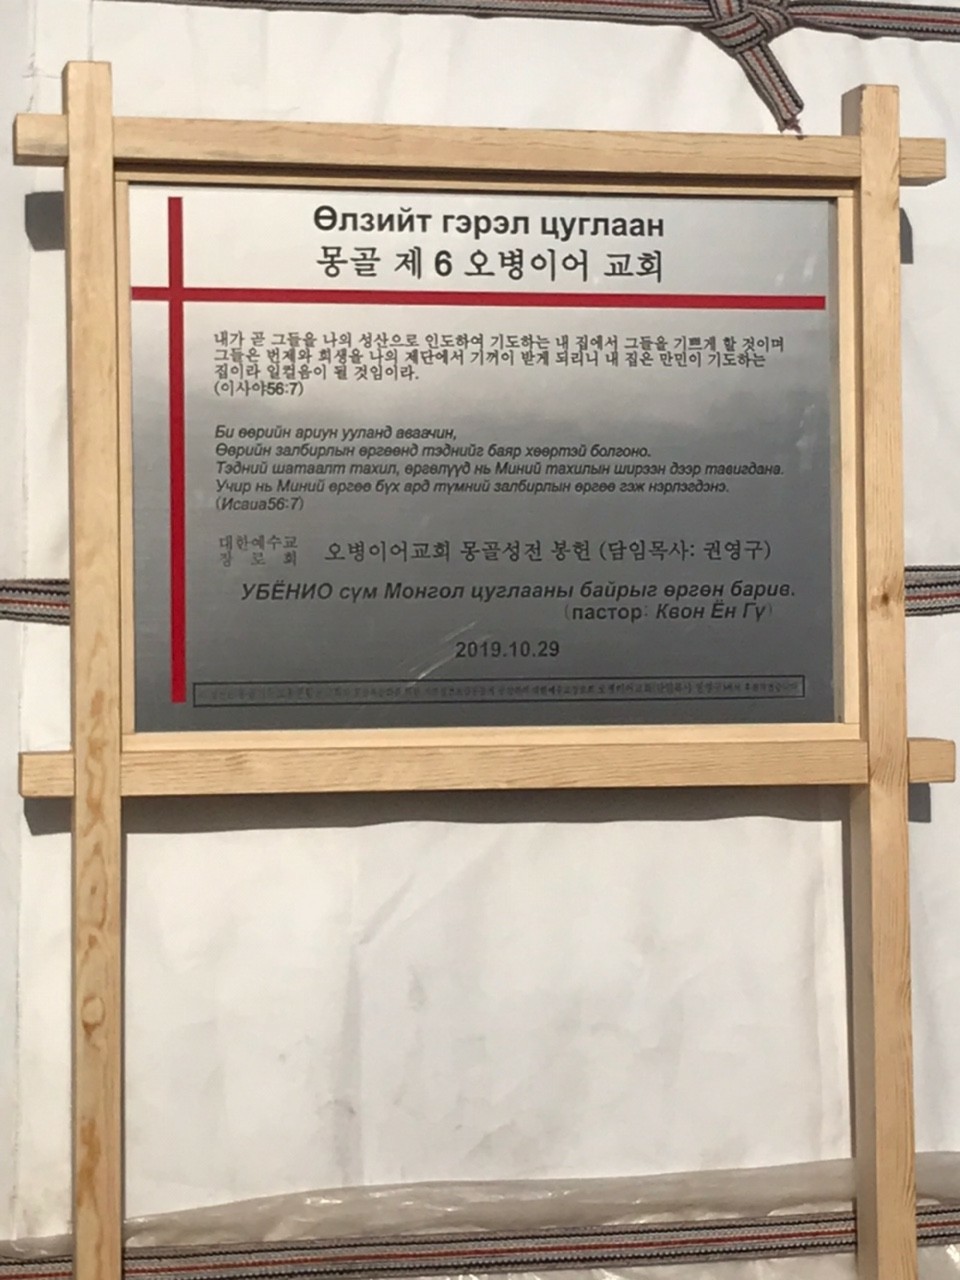 Өлзийт гэрэл цуглаан
몽골 제 6 오병이어 교회
내가 곧 그들을 나의 성산으로 인도하여 기도하는 내 집에서 그들을 기쁘게 할 것이며
그들은 번제와 희생을 나의 제단에서 기꺼이 받게 되리니 내 집은 만민이 기도하는
집이라 일컬음이 될 것임이라.
(이사야56:7)
Би өөрийн ариун ууланд аваачин,
Өөрийн залбирлын өргөөнд тэднийг баяр хөөртэй болгоно.
Тэдний шатаалт тахил, өргөлүүд нь Миний тахилын ширээн дээр тавигдана.
Учир нь Миний өргөө бүх ард түмний залбирлын өргөө гэж нэрлэгдэнэ.
(Исаиа56:7)
대한예수교
장로회
오병이어교회 몽골성전 봉헌 (담임목사: 권영구)
УБЁНИО сүм Монгол цуглааны байрыг өргөн барив.
(пастор: Квон Ён Гү)
2019.10.29